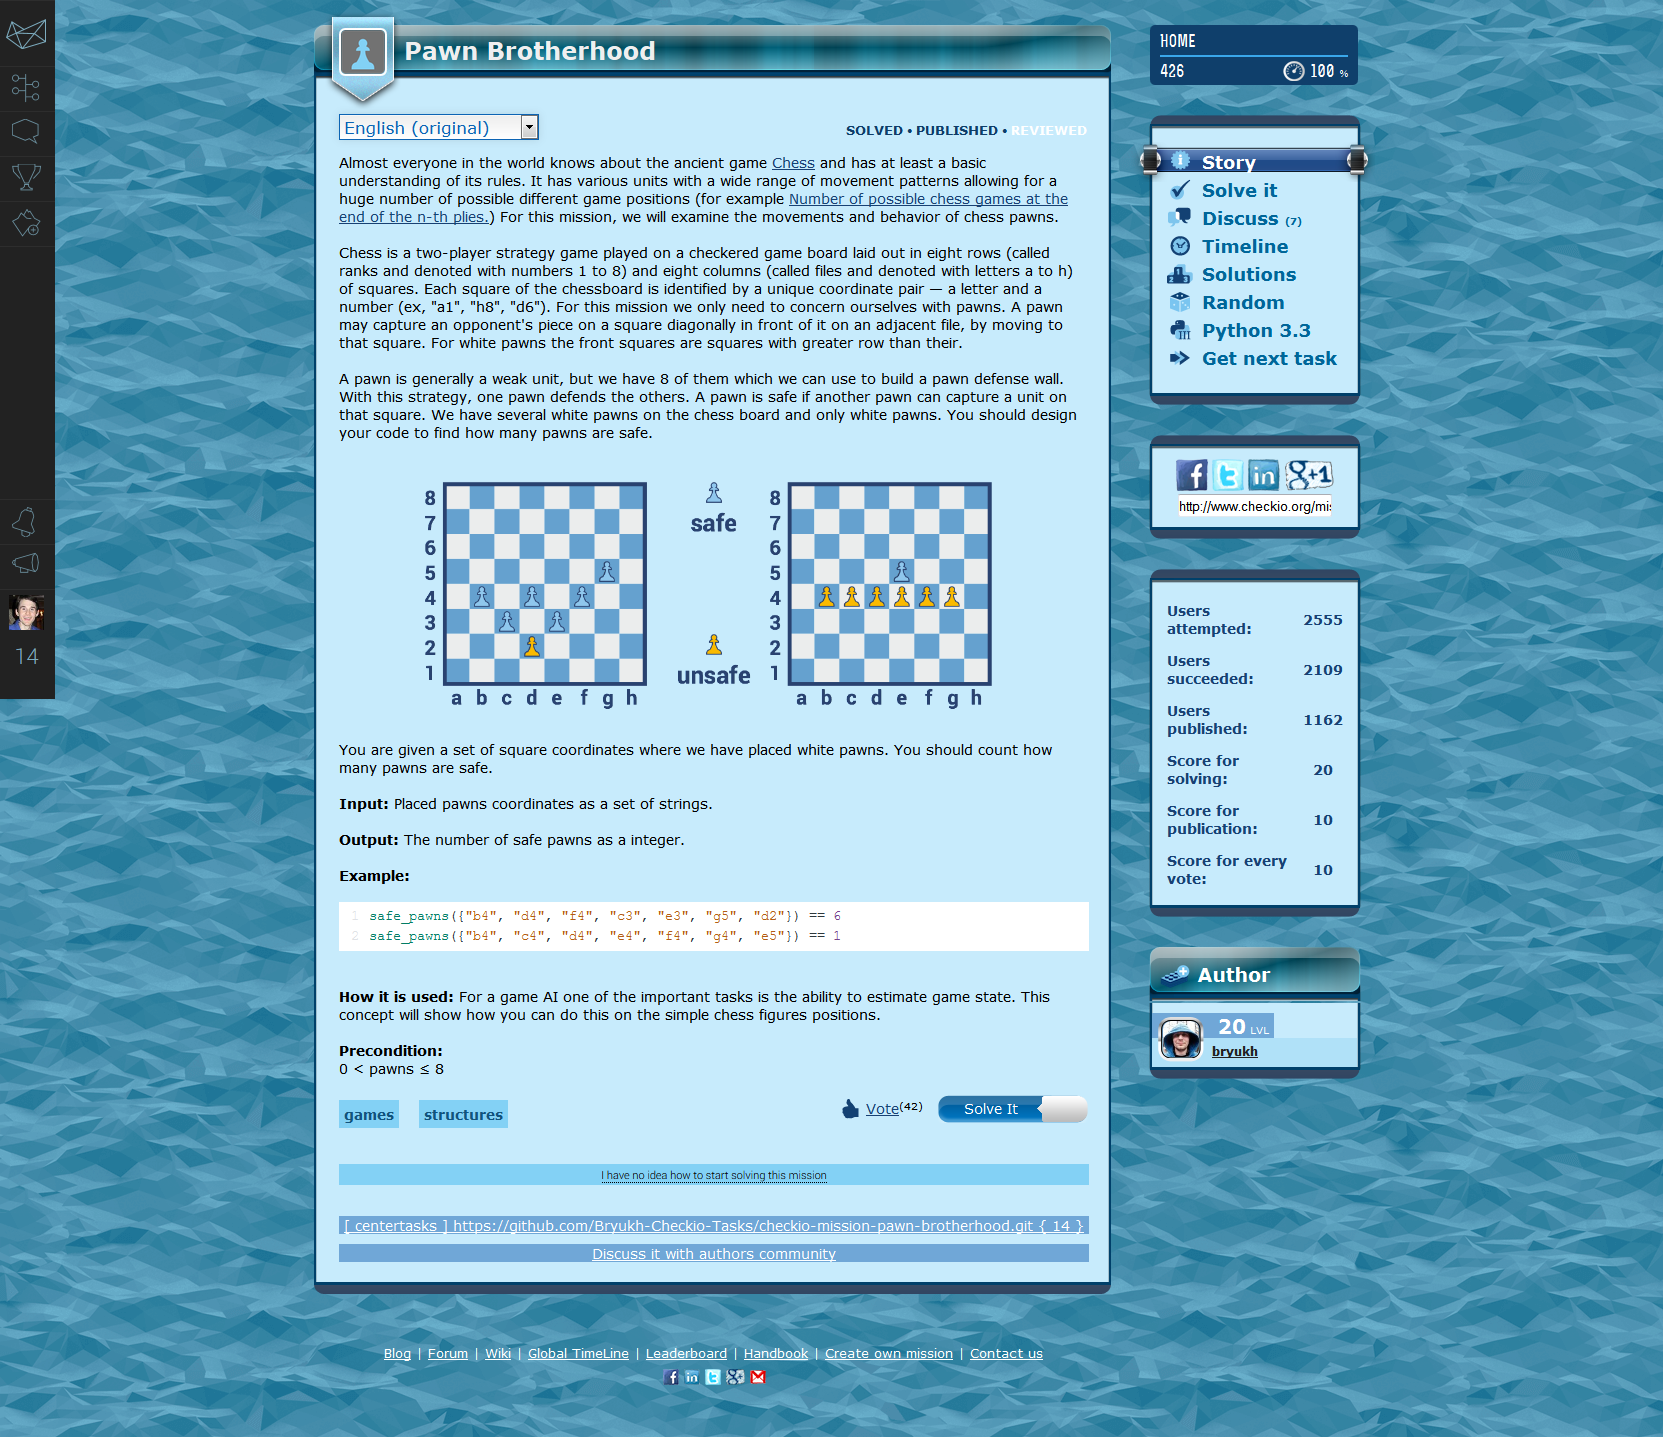 Pawn Brotherhood
English (original)
SOLVED • PUBLISHED • REVIEWED
Almost everyone in the world knows about the ancient game Chess and has at least a basic
understanding of its rules. It has various units with a wide range of movement patterns allowing for a
huge number of possible different game positions (for example Number of possible chess games at the
end of the n-th plies.) For this mission, we will examine the movements and behavior of chess pawns.
Chess is a two-player strategy game played on a checkered game board laid out in eight rows (called
ranks and denoted with numbers 1 to 8) and eight columns (called files and denoted with letters a to h)
of squares. Each square of the chessboard is identified by a unique coordinate pair — a letter and a
number (ex, "a1", "h8", "d6"). For this mission we only need to concern ourselves with pawns. A pawn
may capture an opponent's piece on a square diagonally in front of it on an adjacent file, by moving to
that square. For white pawns the front squares are squares with greater row than their.
A pawn is generally a weak unit, but we have 8 of them which we can use to build a pawn defense wall.
With this strategy, one pawn defends the others. A pawn is safe if another pawn can capture a unit on
that square. We have several white pawns on the chess board and only white pawns. You should design
your code to find how many pawns are safe.
8
7
6
5
4
3
2
1
a b c d e f g h
safe
unsafe
8
7
6
5
4
3
2
1
a b c d e f g h
You are given a set of square coordinates where we have placed white pawns. You should count how
many pawns are safe.
Input: Placed pawns coordinates as a set of strings.
Output: The number of safe pawns as a integer.
Example:
1 safe_pawns({"b4", "d4", "f4", "c3", "e3", "g5", "d2"}) == 6
2 safe_pawns({"b4", "c4", "d4", "e4", "f4", "g4", "e5"}) == 1
How it is used: For a game AI one of the important tasks is the ability to estimate game state. This
concept will show how you can do this on the simple chess figures positions.
Precondition:
0 < pawns ≤ 8
games structures
Vote(42) Solve It
I have no idea how to start solving this mission
[ centertasks ] https://github.com/Bryukh-Checkio-Tasks/checkio-mission-pawn-brotherhood.git { 14 }
Discuss it with authors community
Blog | Forum | Wiki | Global TimeLine | Leaderboard | Handbook | Create own mission | Contact us
14
HOME
426 100 %
Story
Solve it
Discuss (7)
Timeline
Solutions
Random
Python 3.3
Get next task
http://www.checkio.org/mi
Users
attempted: 2555
Users
succeeded: 2109
Users
published: 1162
Score for
solving: 20
Score for
publication: 10
Score for every
vote: 10
Author
20 LVL
bryukh